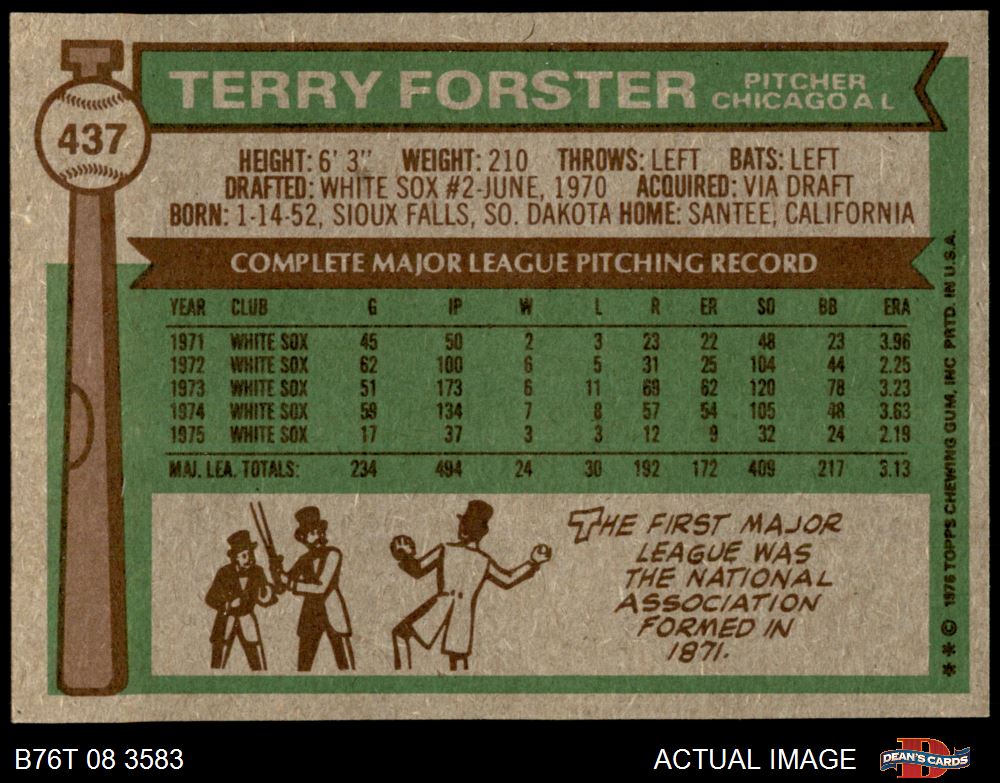 437
TERRY FORSTER PITCHER CHICAGO A L
HEIGHT: 6' 3" WEIGHT: 210 THROWS: LEFT BATS: LEFT
DRAFTED: WHITE SOX #2-JUNE, 1970 ACQUIRED: VIA DRAFT
BORN: 1-14-52, SIOUX FALLS, SO. DAKOTA HOME: SANTEE, CALIFORNIA
COMPLETE MAJOR LEAGUE PITCHING RECORD
YEAR CLUB G IP W L R ER SO BB ERA
1971 WHITE SOX 45 50 2 3 23 22 48 23 3.96
1972 WHITE SOX 62 100 6 5 31 25 104 44 2.25
1973 WHITE SOX 51 173 6 11 69 62 120 78 3.23
1974 WHITE SOX 59 134 7 8 57 54 105 48 3.63
1975 WHITE SOX 17 37 3 3 12 9 32 24 2.19
MAJ. LEA. TOTALS: 234 494 24 30 192 172 409 217 3.13
THE FIRST MAJOR
LEAGUE WAS
THE NATIONAL
ASSOCIATION
FORMED IN
1871.
* * © 1976 TOPPS CHEWING GUM, INC PRTD. IN U.S.A.
B76T 08 3583 ACTUAL IMAGE DEAN'S CARDS